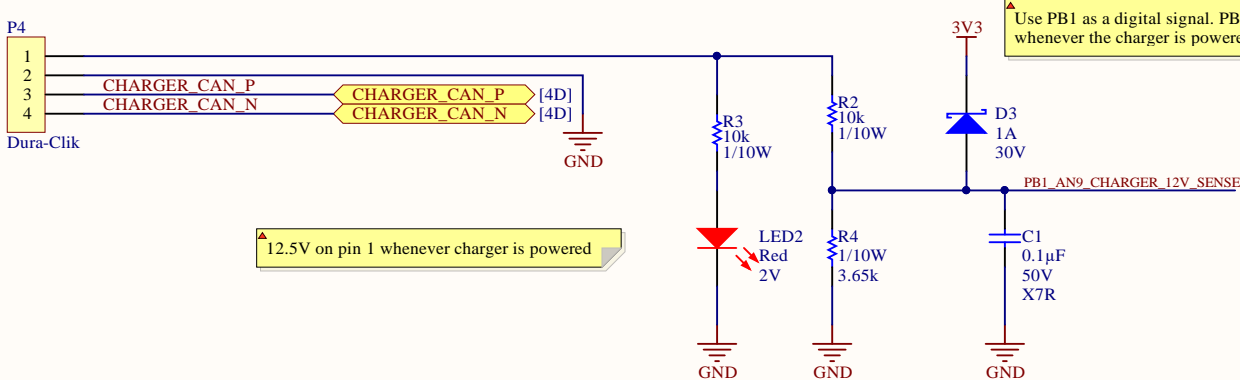 P4
1
2
3
4
Dura-Clik
CHARGER_CAN_P
CHARGER_CAN_N
CHARGER_CAN_P
[4D]
CHARGER_CAN_N
[4D]
GND
12.5V on pin 1 whenever charger is powered
R3
10k
1/10W
LED2
Red
2V
GND
R2
10k
1/10W
R4
1/10W
3.65k
GND
3V3
D3
1A
30V
Use PB1 as a digital signal. PB
whenever the charger is powere
PB1_AN9_CHARGER_12V_SENSE
C1
0.1µF
50V
X7R
GND